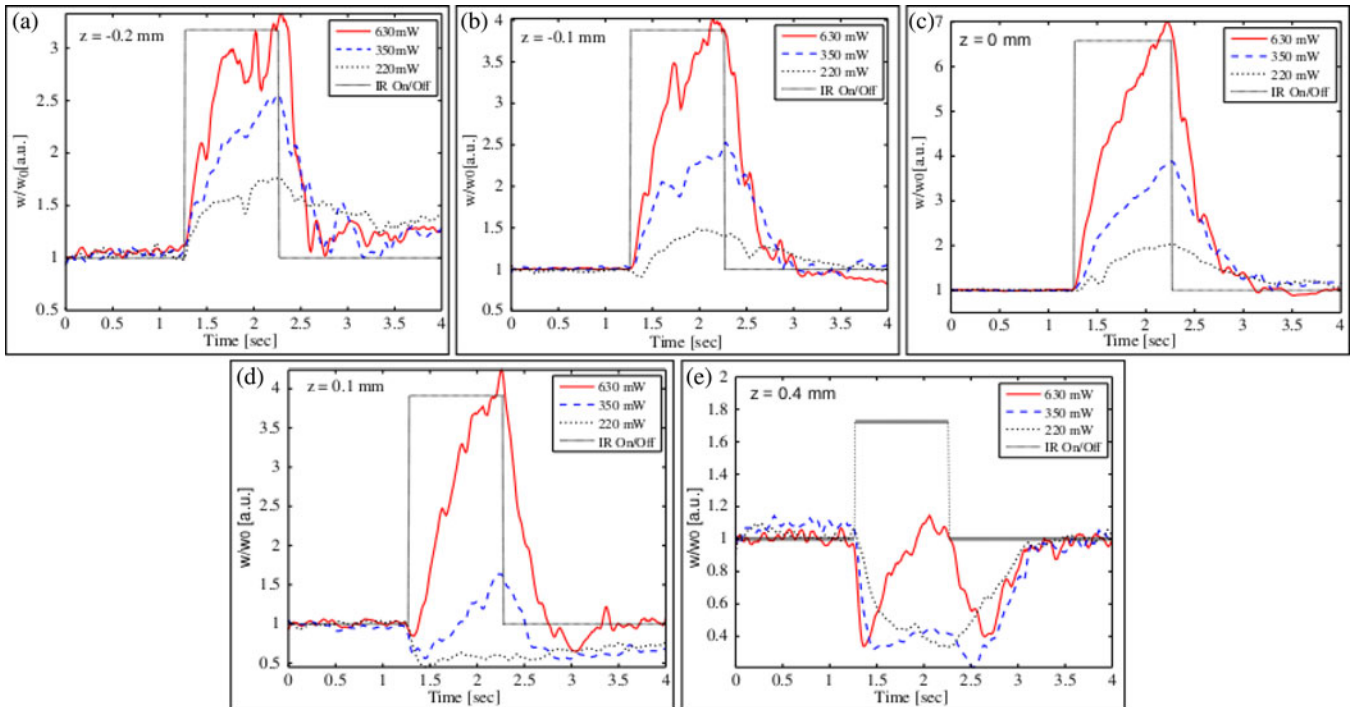 (a)
z = -0.2 mm
630mW
350 mW
220mW
IR On/Off
w/w0[a.u.]
3
2.5
2
1.5
1
0.5
0 0.5 1 1.5 2 2.5 3 3.5 4
Time [sec]
(b)
z = -0.1 mm
630 mW
350 mW
220 mW
IR On/Off
w/w0[a.u.]
4
3.5
3
2.5
2
1.5
1
0.5
0 0.5 1 1.5 2 2.5 3 3.5 4
Time [sec]
(c)
z = 0 mm
630 mW
350 mW
220 mW
IR On/Off
w/w0[a.u.]
7
6
5
4
3
2
1
0 0.5 1 1.5 2 2.5 3 3.5 4
Time [sec]
(d)
z = 0.1 mm
630 mW
350 mW
220 mW
IR On/Off
w/w0 [a.u.]
4
3.5
3
2.5
2
1.5
1
0.5
0 0.5 1 1.5 2 2.5 3 3.5 4
Time [sec]
(e)
z = 0.4 mm
630 mW
350 mW
220 mW
IR On/Off
w/w0 [a.u.]
2
1.8
1.6
1.4
1.2
1
0.8
0.6
0.4
0 0.5 1 1.5 2 2.5 3 3.5 4
Time [sec]